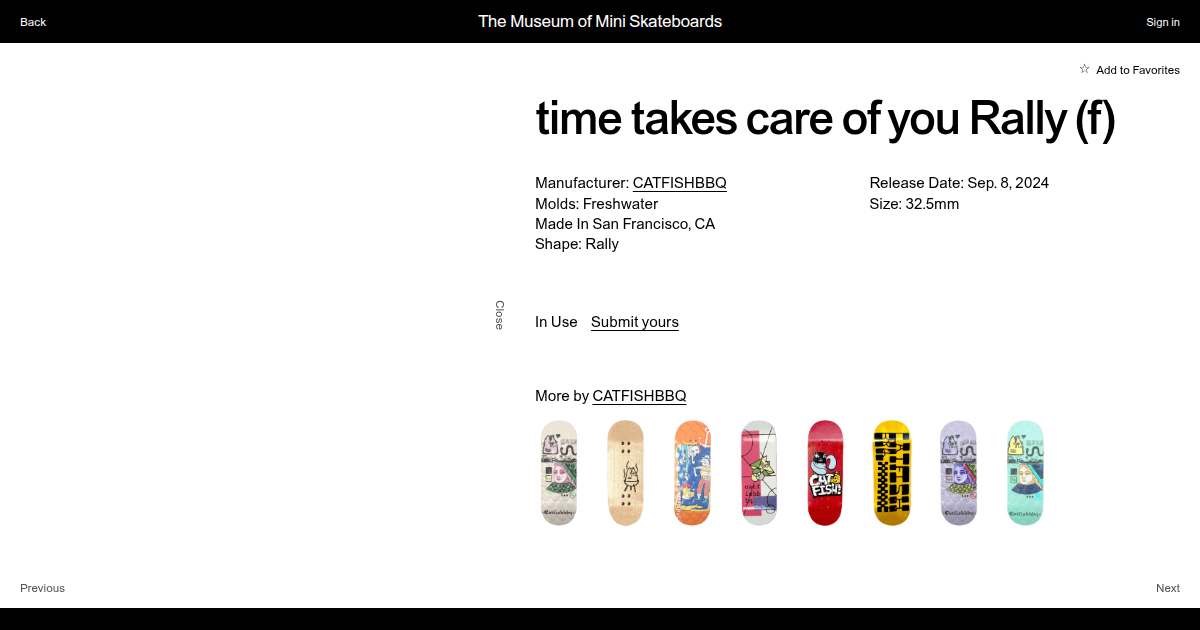 Back
The Museum of Mini Skateboards
Sign in
☆ Add to Favorites
time takes care of you Rally (f)
Manufacturer: CATFISHBBQ
Molds: Freshwater
Made In San Francisco, CA
Shape: Rally
Release Date: Sep. 8, 2024
Size: 32.5mm
Close
In Use Submit yours
More by CATFISHBBQ
CAT
FISH!
Previous
Next